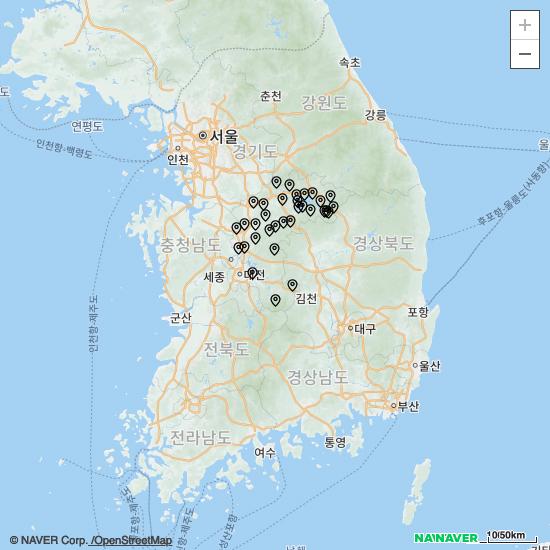 속초
춘천
강원도
강릉
연평도
서울
경기도
인천
인천항-백령도
울
후포항-울릉도(사동항)
충청남도
경상북도
세종
대전
김천
군산
포항
인천항-제주도
대구
전북도
울산
경상남도
부산
전라남도
통영
여수
© NAVER Corp. /OpenStreetMap
NAVER
10/50km